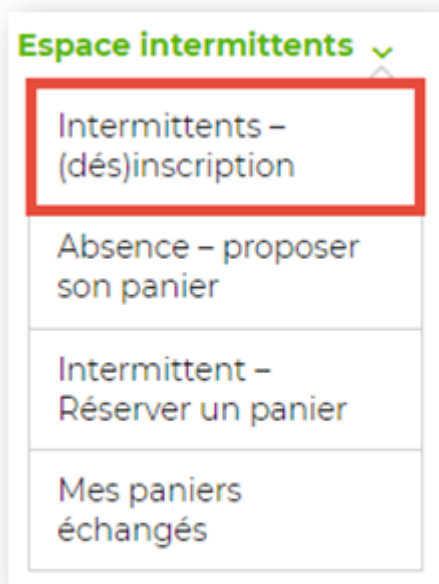 Espace intermittents
Intermittents –
(dés)inscription
Absence – proposer
son panier
Intermittent –
Réserver un panier
Mes paniers
échangés